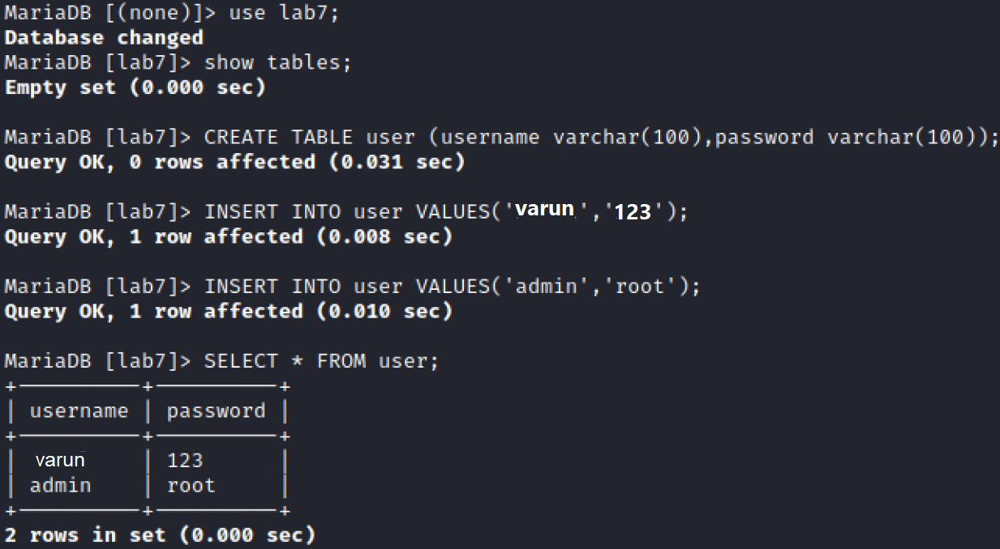 MariaDB [(none)]> use lab7;
Database changed
MariaDB [lab7]> show tables;
Empty set (0.000 sec)
MariaDB [lab7]> CREATE TABLE user (username varchar(100),password varchar(100));
Query OK, 0 rows affected (0.031 sec)
MariaDB [lab7]> INSERT INTO user VALUES('varun ','123');
Query OK, 1 row affected (0.008 sec)
MariaDB [lab7]> INSERT INTO user VALUES('admin','root');
Query OK, 1 row affected (0.010 sec)
MariaDB [lab7]> SELECT * FROM user;
| username | password |
| varun | 123 |
| admin | root |
2 rows in set (0.000 sec)